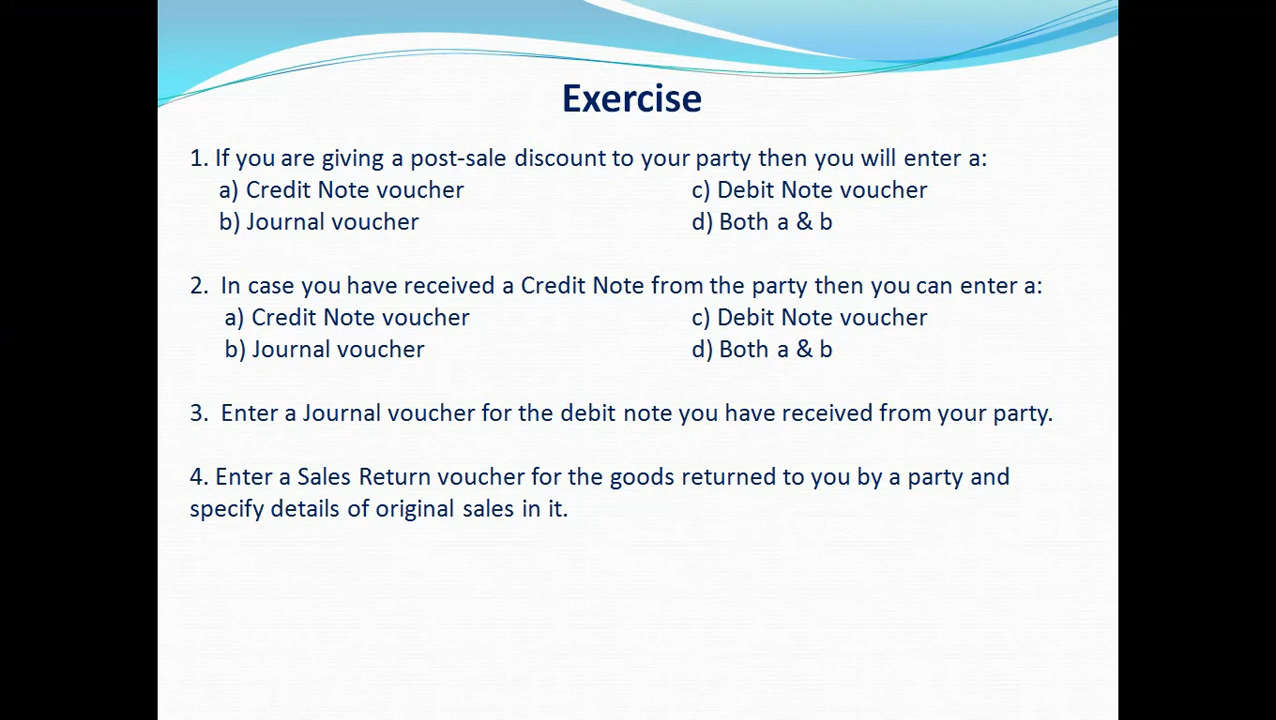 Exercise
1. If you are giving a post-sale discount to your party then you will enter a:
a) Credit Note voucher c) Debit Note voucher
b) Journal voucher d) Both a & b
2. In case you have received a Credit Note from the party then you can enter a:
a) Credit Note voucher c) Debit Note voucher
b) Journal voucher d) Both a & b
3. Enter a Journal voucher for the debit note you have received from your party.
4. Enter a Sales Return voucher for the goods returned to you by a party and
specify details of original sales in it.